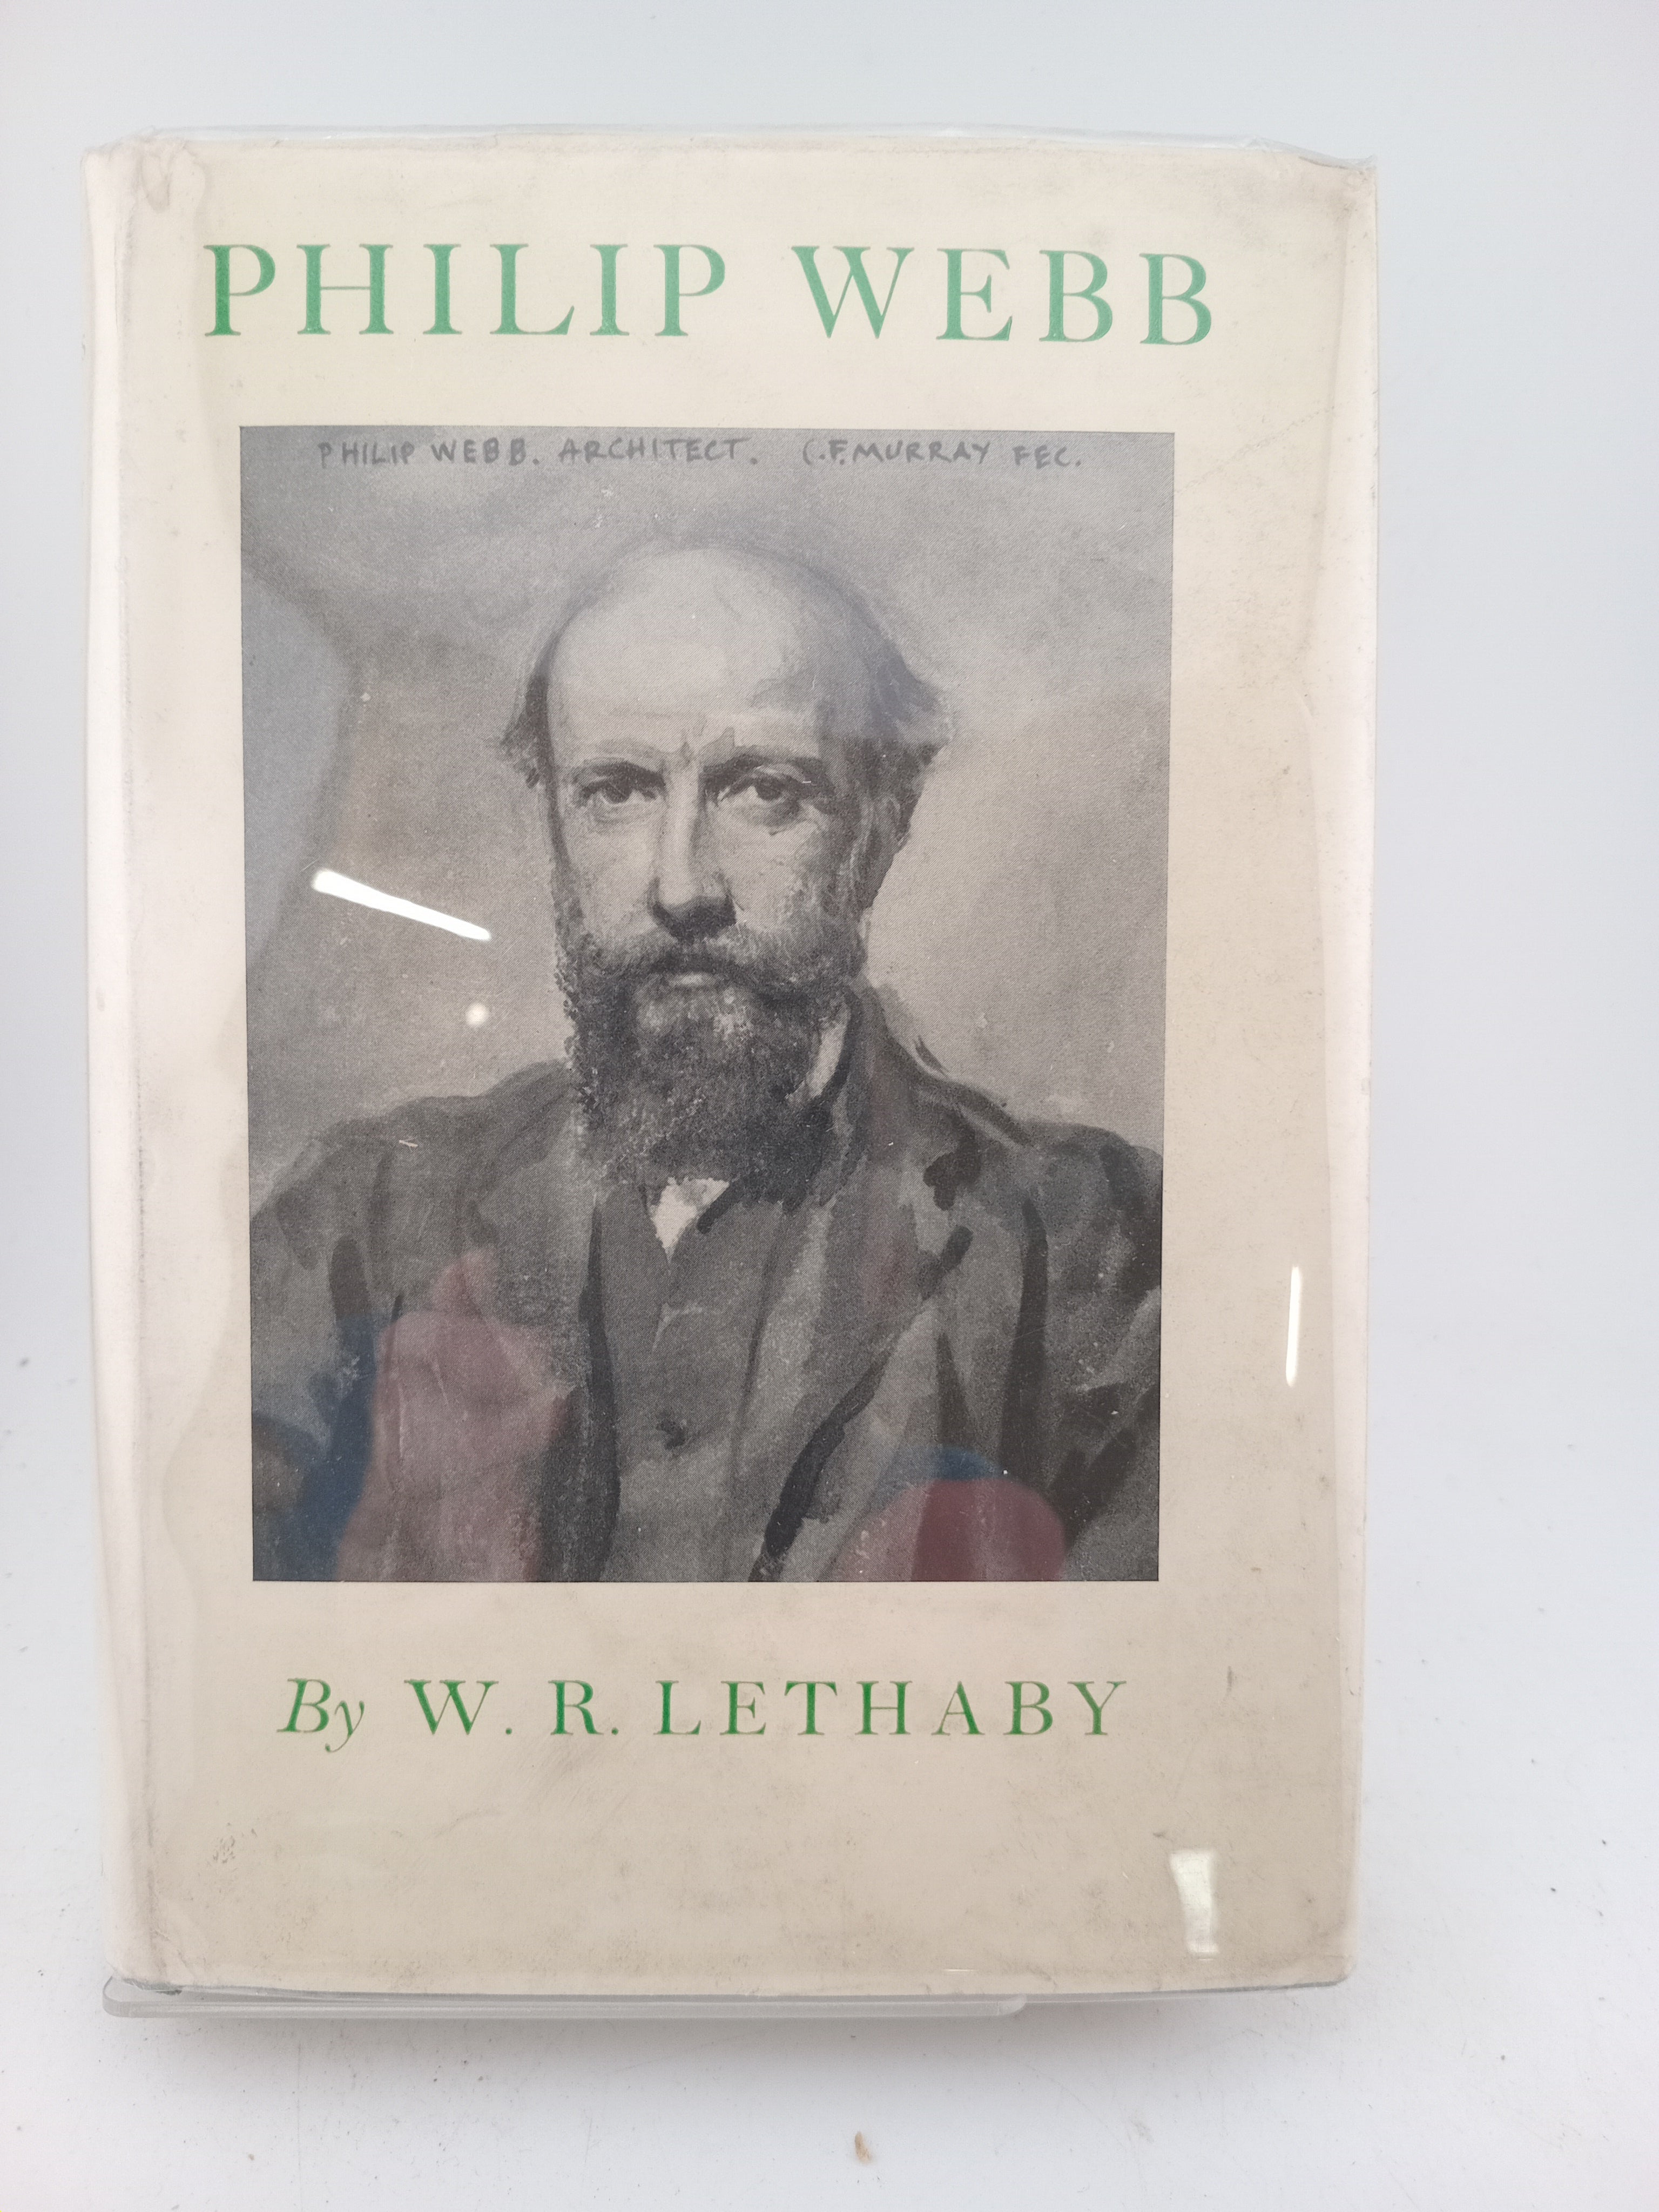 PHILIP WEBB
PHILIP WEBB. ARCHITECT. C.F.MURRAY FEC.
By W. R. LETHABY